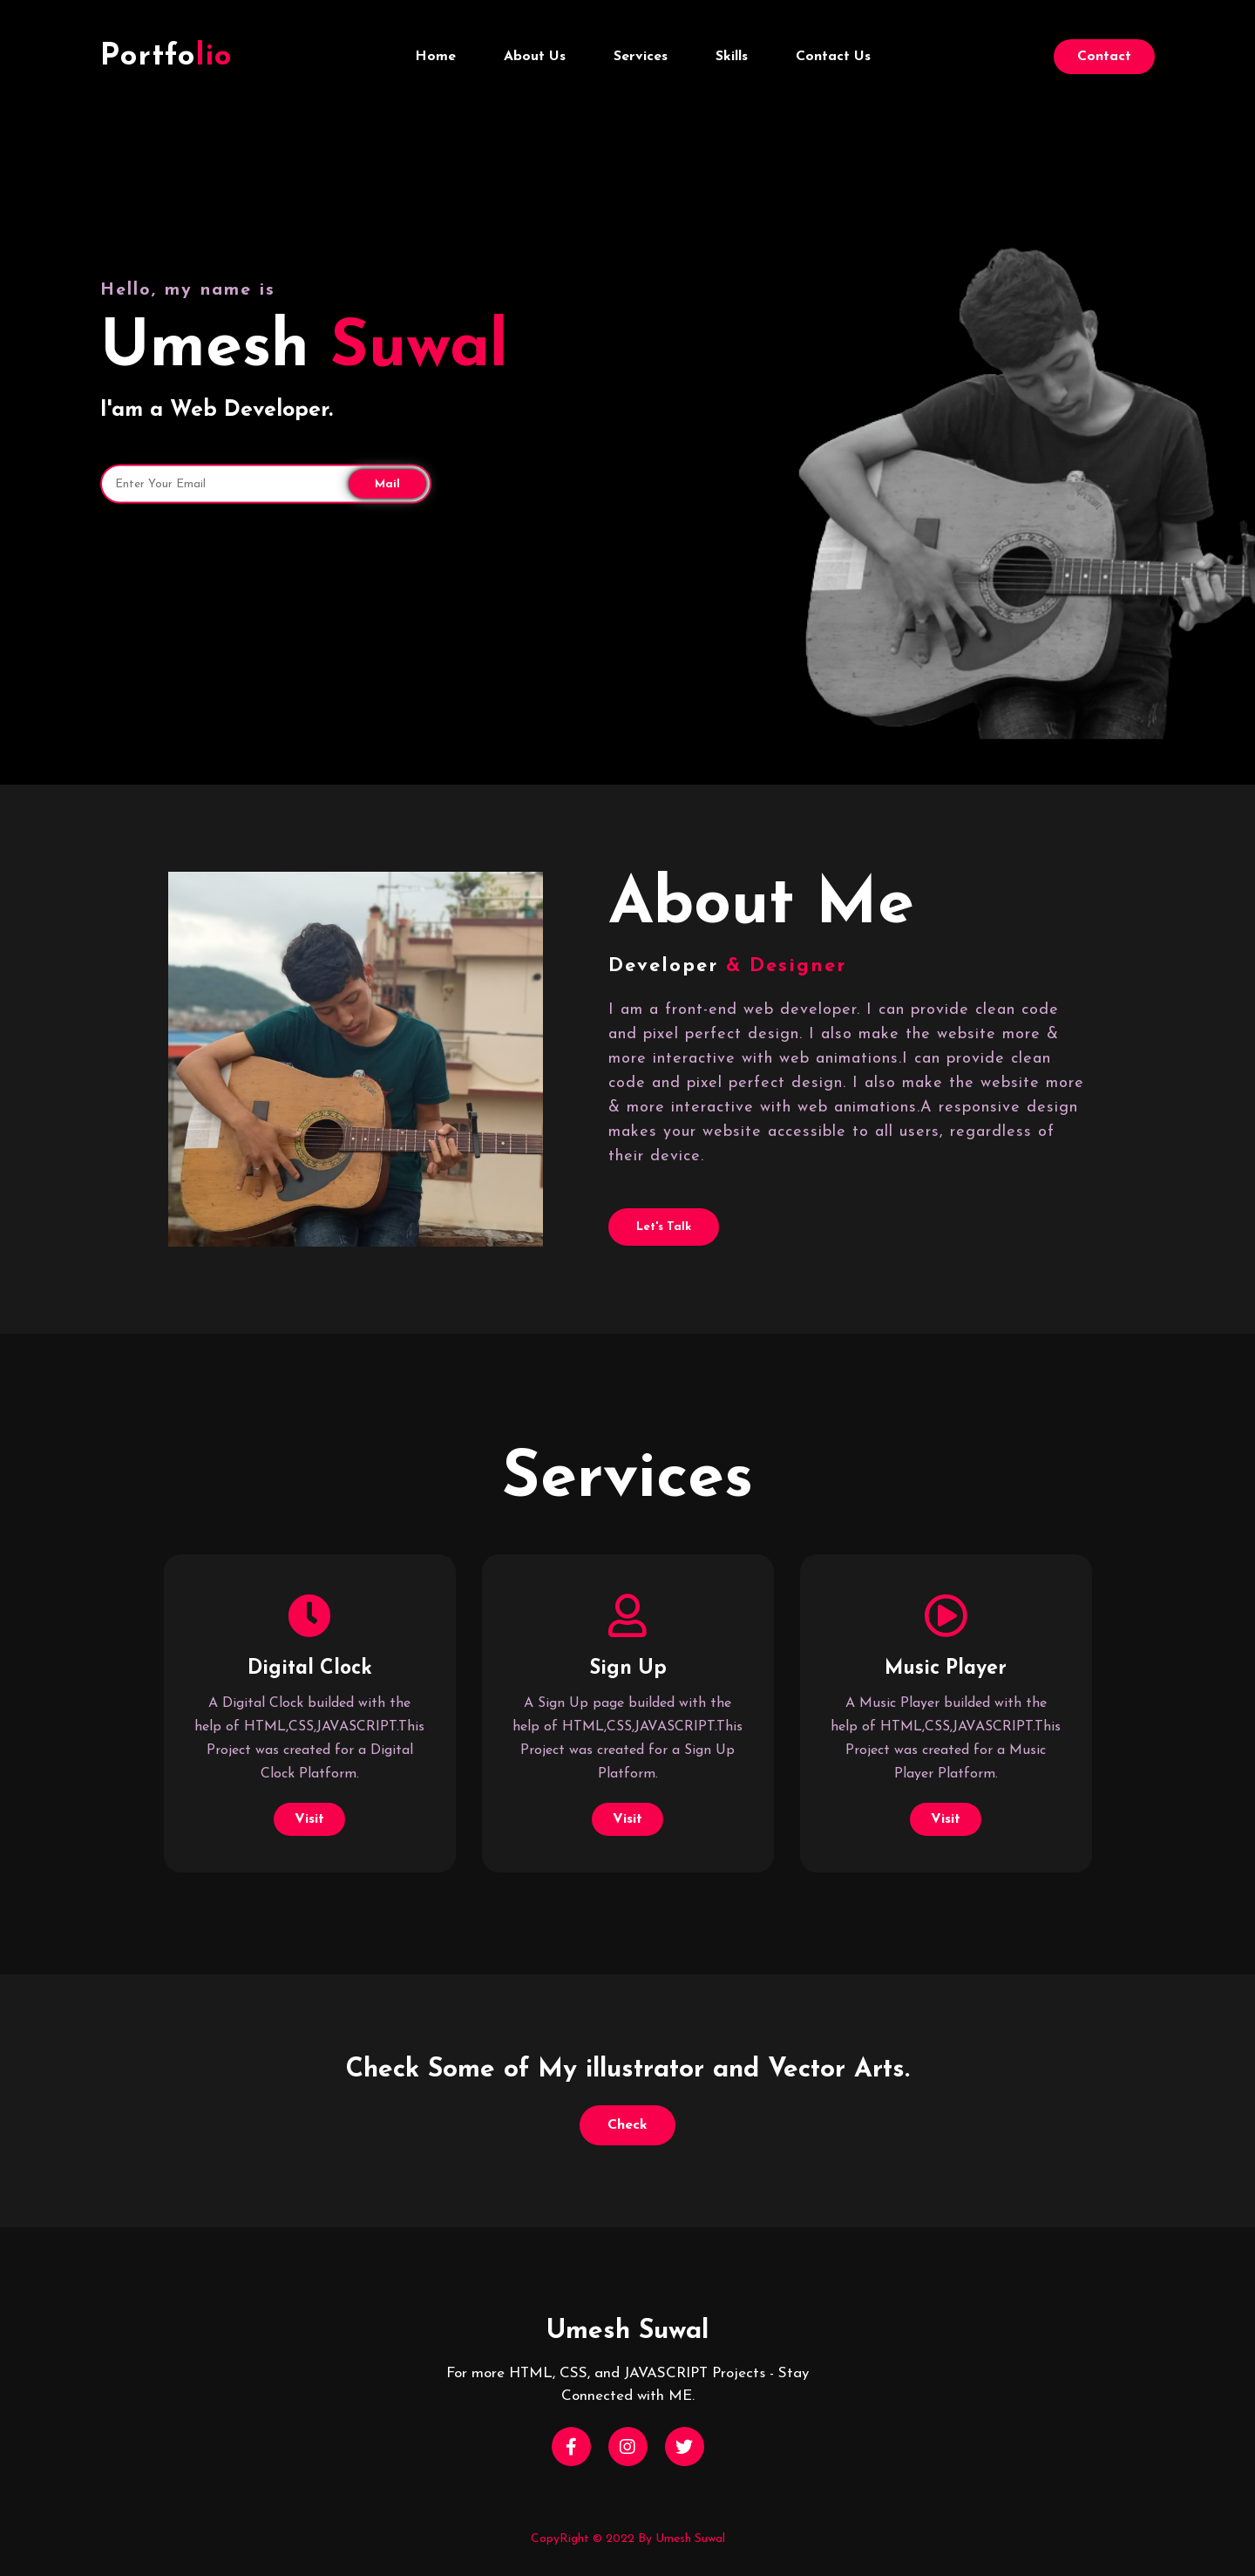 Portfolio
Home About Us Services Skills Contact Us
Contact
Hello, my name is
Umesh Suwal
I'am a Web Developer.
Enter Your Email
Mail
About Me
Developer & Designer
I am a front-end web developer. I can provide clean code
and pixel perfect design. I also make the website more &
more interactive with web animations.I can provide clean
code and pixel perfect design. I also make the website more
& more interactive with web animations.A responsive design
makes your website accessible to all users, regardless of
their device.
Let's Talk
Services
Digital Clock
A Digital Clock builded with the
help of HTML,CSS,JAVASCRIPT.This
Project was created for a Digital
Clock Platform.
Visit
Sign Up
A Sign Up page builded with the
help of HTML,CSS,JAVASCRIPT.This
Project was created for a Sign Up
Platform.
Visit
Music Player
A Music Player builded with the
help of HTML,CSS,JAVASCRIPT.This
Project was created for a Music
Player Platform.
Visit
Check Some of My illustrator and Vector Arts.
Check
Umesh Suwal
For more HTML, CSS, and JAVASCRIPT Projects - Stay
Connected with ME.
CopyRight © 2022 By Umesh Suwal